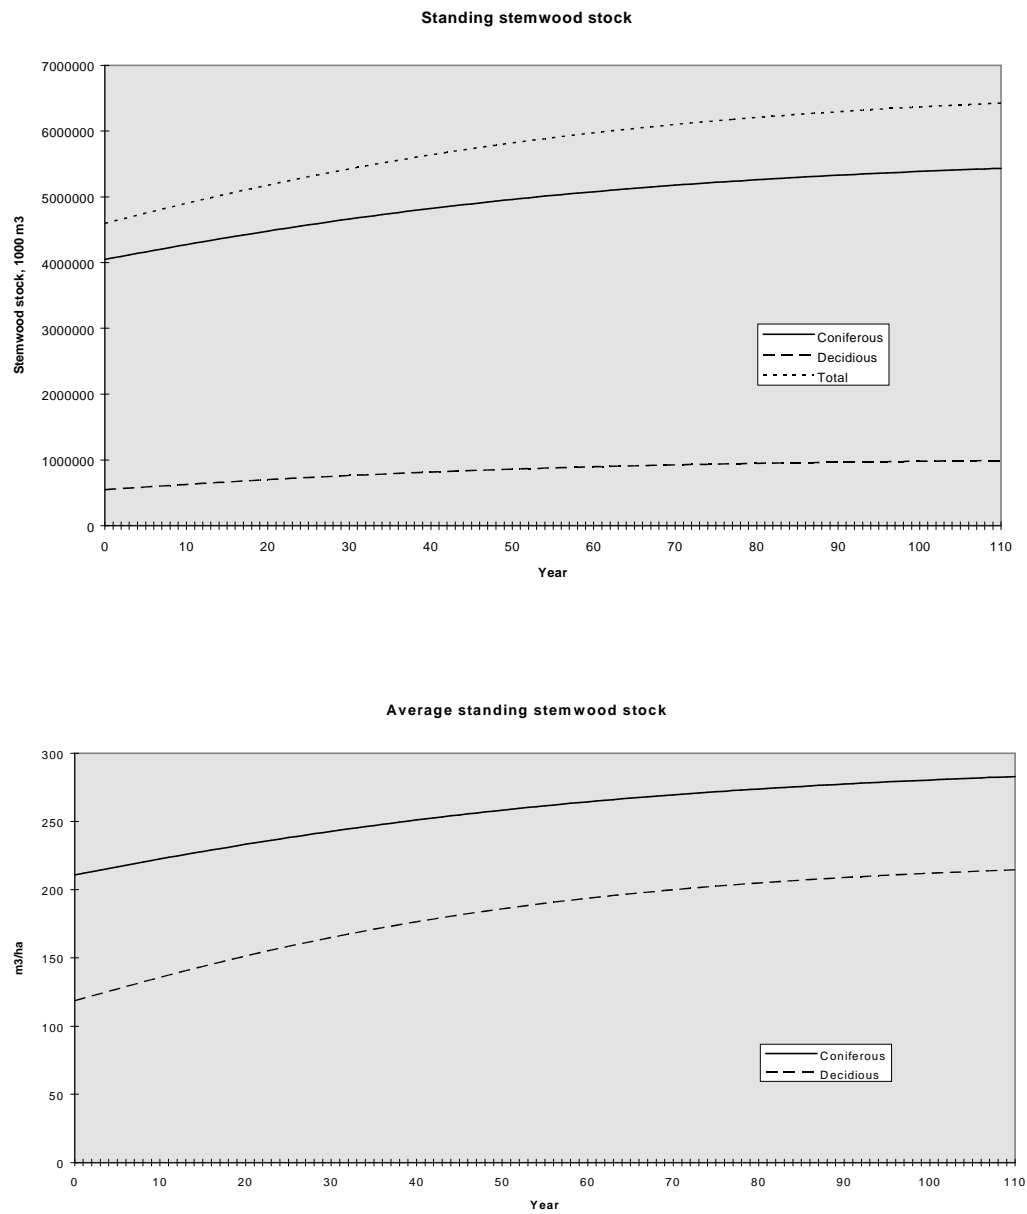 Standing stemwood stock
7000000
6000000
5000000
4000000
3000000
2000000
1000000
0
Stemwood stock, 1000 m3
Coniferous
Decidious
Total
0 10 20 30 40 50 60 70 80 90 100 110
Year
Average standing stemwood stock
300
250
200
150
100
50
0
m3/ha
Coniferous
Decidious
0 10 20 30 40 50 60 70 80 90 100 110
Year